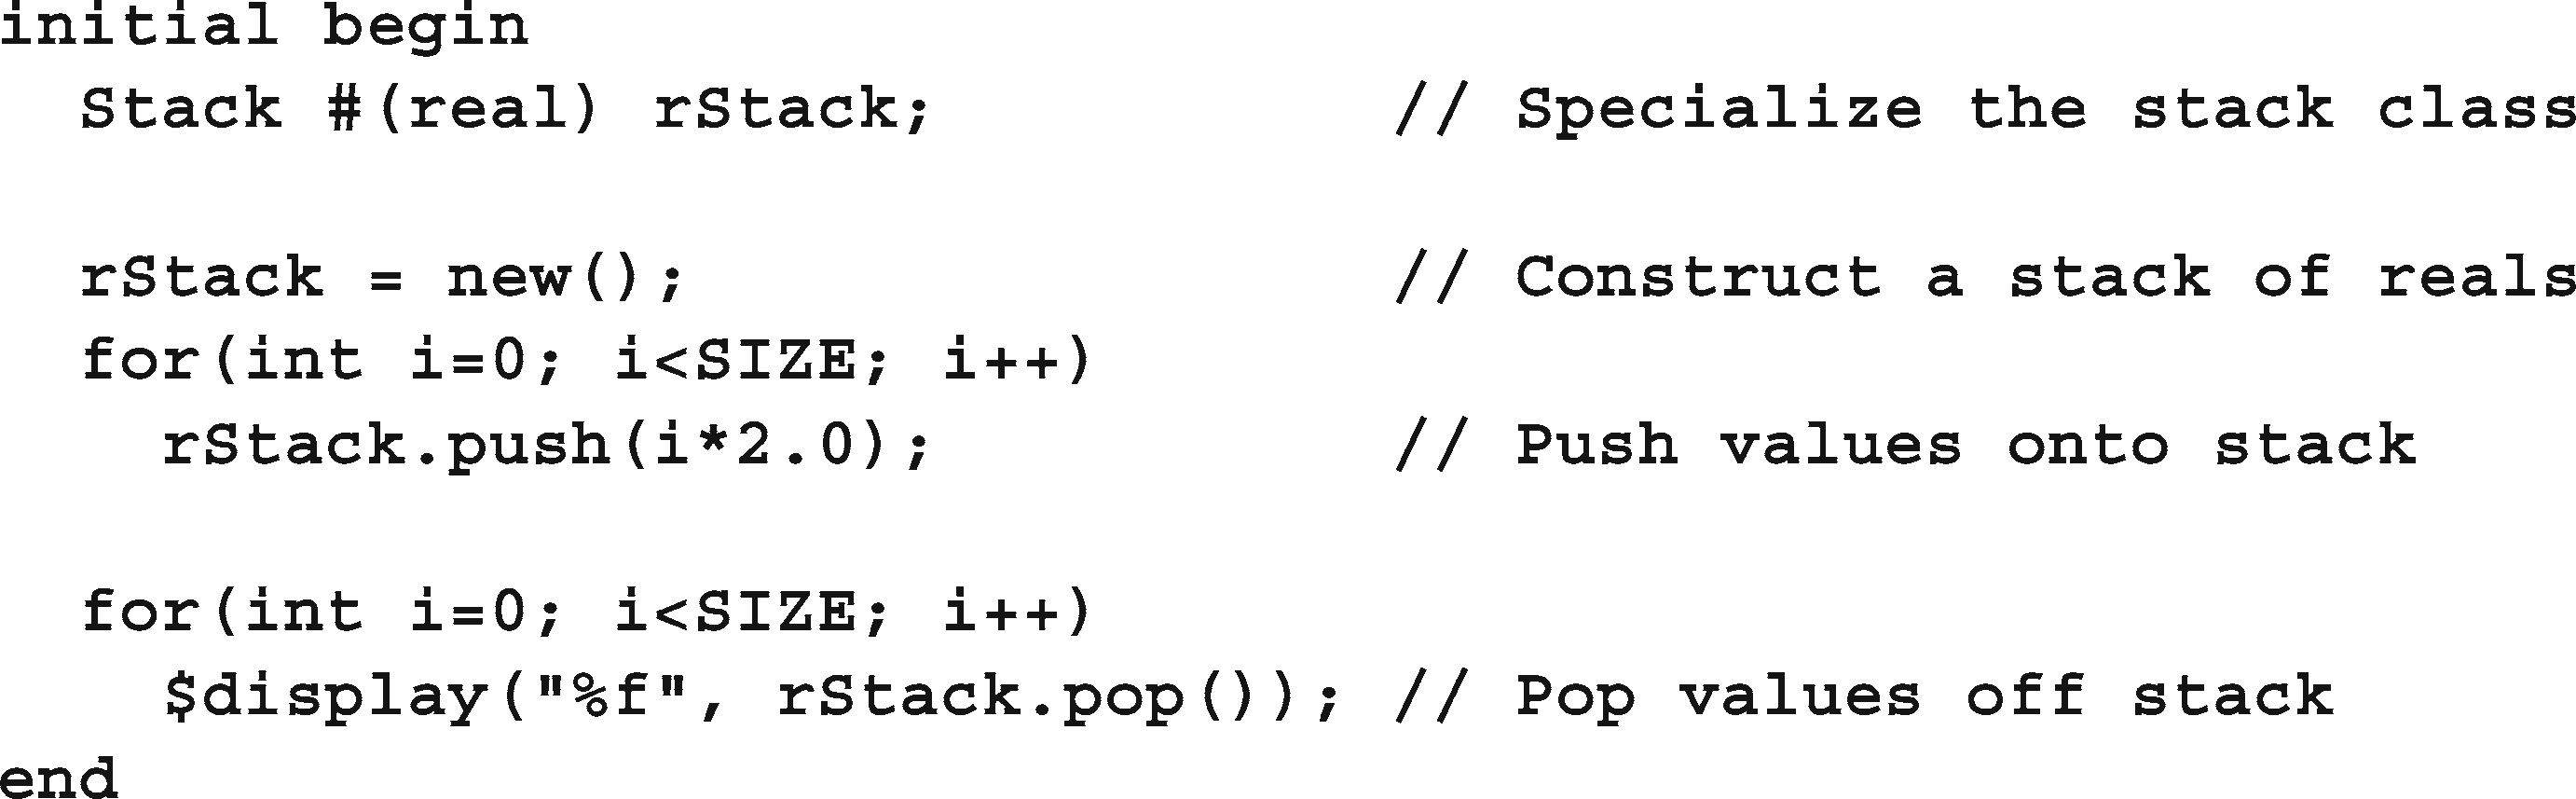 initial begin
  Stack #(real) rStack;           // Specialize the stack class
  rStack = new();                 // Construct a stack of reals
  for(int i=0; i<SIZE; i++)
    rStack.push(i*2.0);           // Push values onto stack
  for(int i=0; i<SIZE; i++)
    $display("%f", rStack.pop()); // Pop values off stack
end